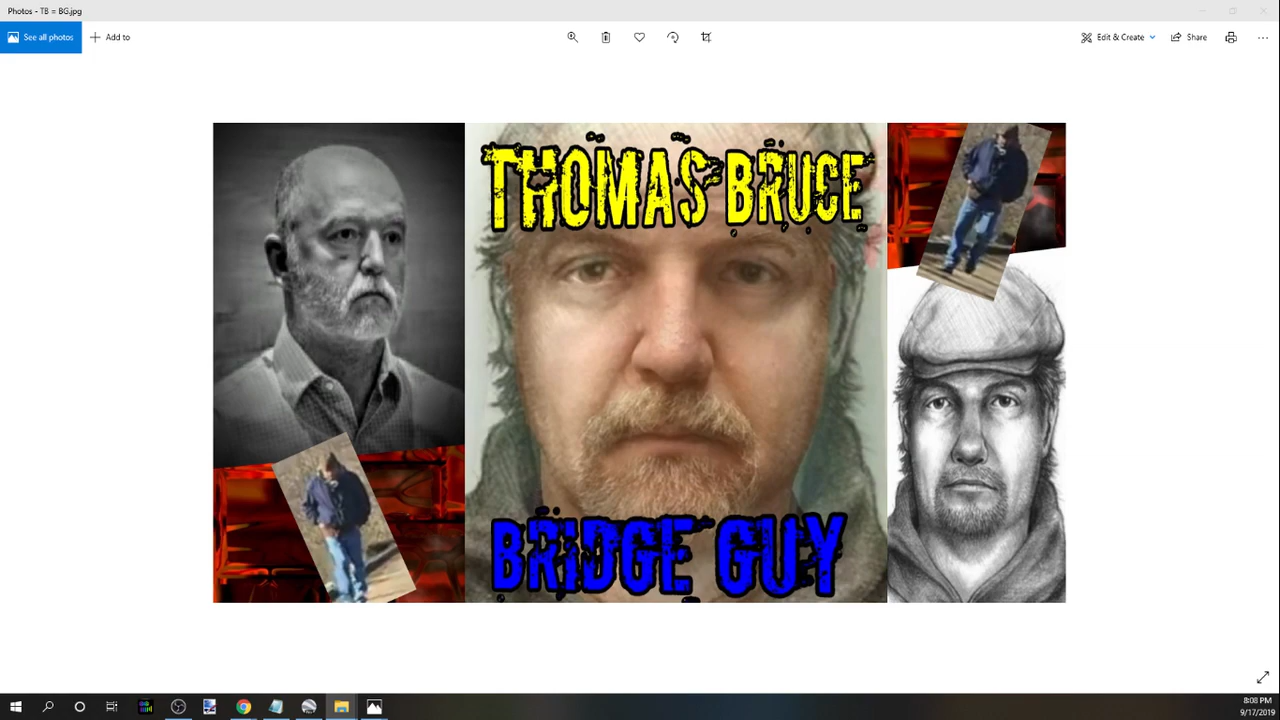 Photos - TB = BG.jpg
See all photos
Add to
Edit & Create
Share
THOMAS BRUCE
BRIDGE GUY
8:08 PM
9/17/2019